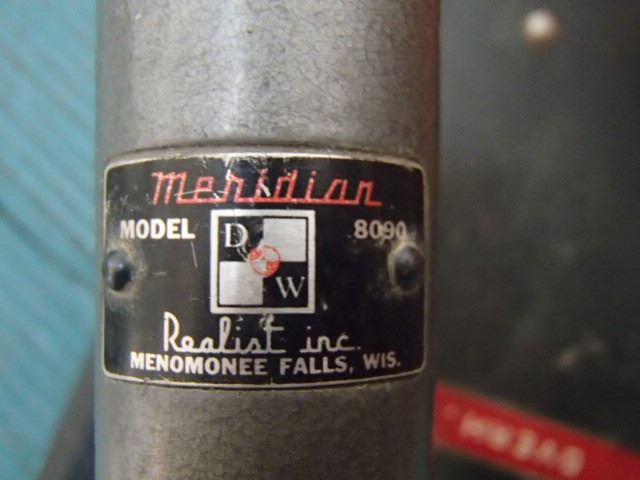 Meridian
MODEL 8090
D
W
Realist inc.
MENOMONEE FALLS, WIS.